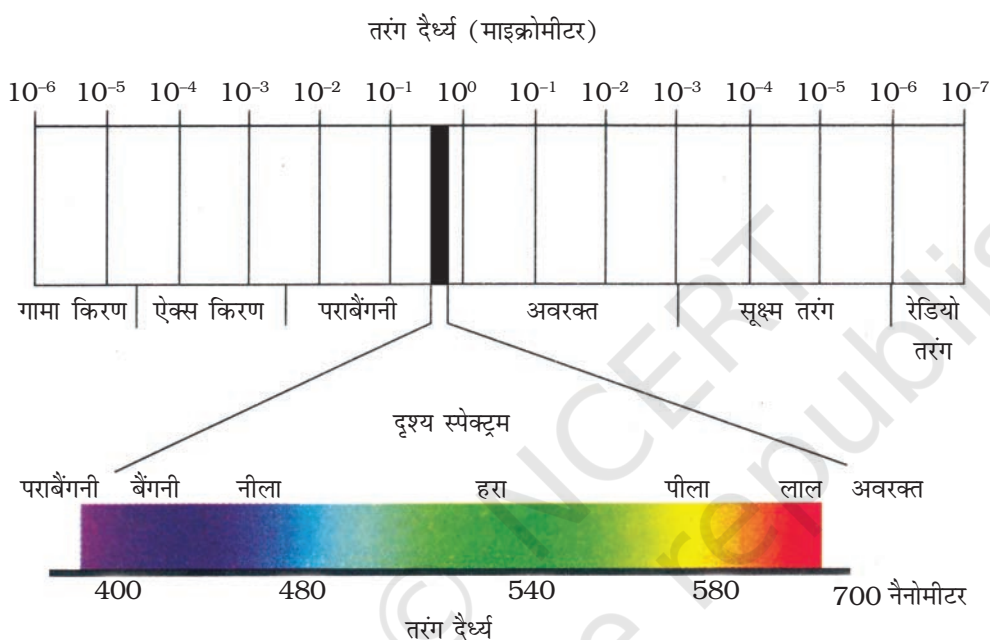 तरंग दैर्ध्य (माइक्रोमीटर)
10–6 10–5 10–4 10–3 10–2 10–1 100 10–1 10–2 10–3 10–4 10–5 10–6 10–7
गामा किरण ऐक्स किरण पराबैंगनी अवरक्त सूक्ष्म तरंग रेडियो
तरंग
दृश्य स्पेक्ट्रम
पराबैंगनी बैंगनी नीला हरा पीला लाल अवरक्त
400 480 540 580 700 नैनोमीटर
तरंग दैर्ध्य
© NCERT
republis